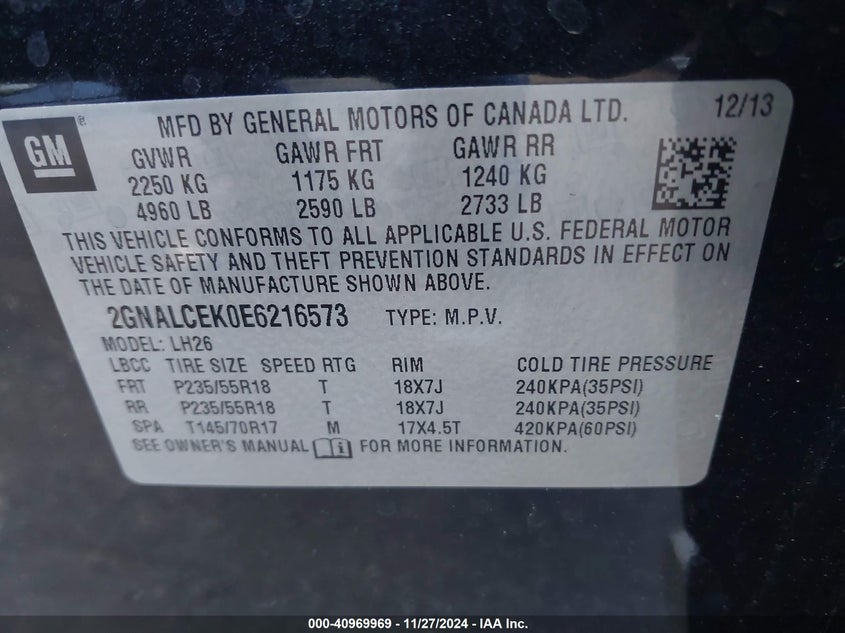 GM ®
MFD BY GENERAL MOTORS OF CANADA LTD. 12/13
GVWR GAWR FRT GAWR RR
2250 KG 1175 KG 1240 KG
4960 LB 2590 LB 2733 LB
THIS VEHICLE CONFORMS TO ALL APPLICABLE U.S. FEDERAL MOTOR
VEHICLE SAFETY AND THEFT PREVENTION STANDARDS IN EFFECT ON
THE DATE OF MANUFACTURE SHOWN ABOVE.
2GNALCEK0E6216573 TYPE: M.P.V.
MODEL: LH26
LBCC TIRE SIZE SPEED RTG RIM COLD TIRE PRESSURE
FRT P235/55R18 T 18X7J 240KPA(35PSI)
RR P235/55R18 T 18X7J 240KPA(35PSI)
SPA T145/70R17 M 17X4.5T 420KPA(60PSI)
SEE OWNER'S MANUAL FOR MORE INFORMATION.
000-40969969 - 11/27/2024 - IAA Inc.